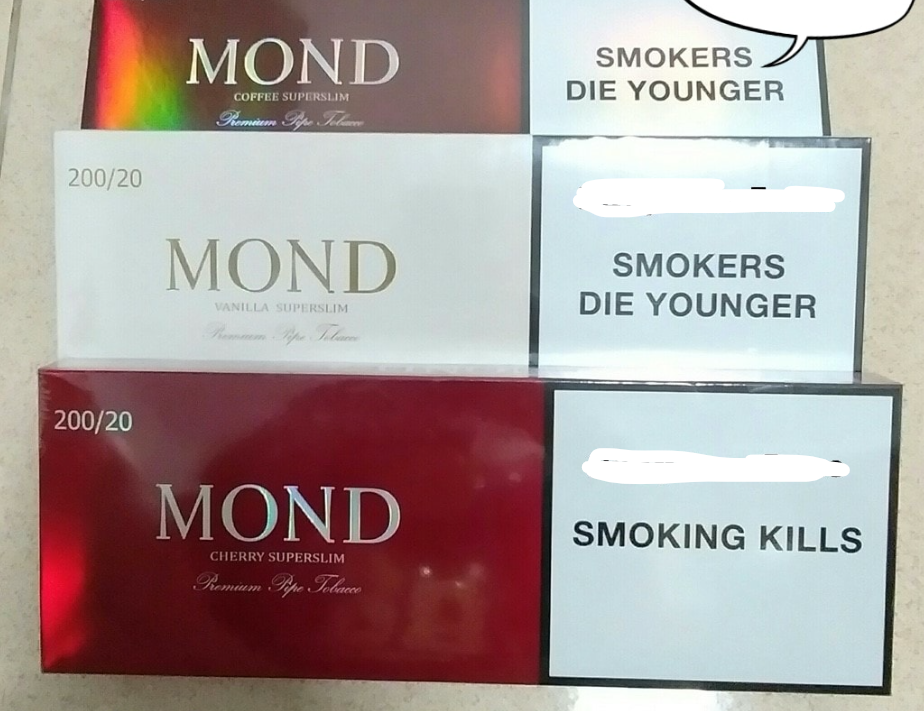 MOND
COFFEE SUPERSLIM
Premium Pipe Tobacco
SMOKERS
DIE YOUNGER
200/20
MOND
VANILLA SUPERSLIM
Premium Pipe Tobacco
SMOKERS
DIE YOUNGER
200/20
MOND
CHERRY SUPERSLIM
Premium Pipe Tobacco
SMOKING KILLS